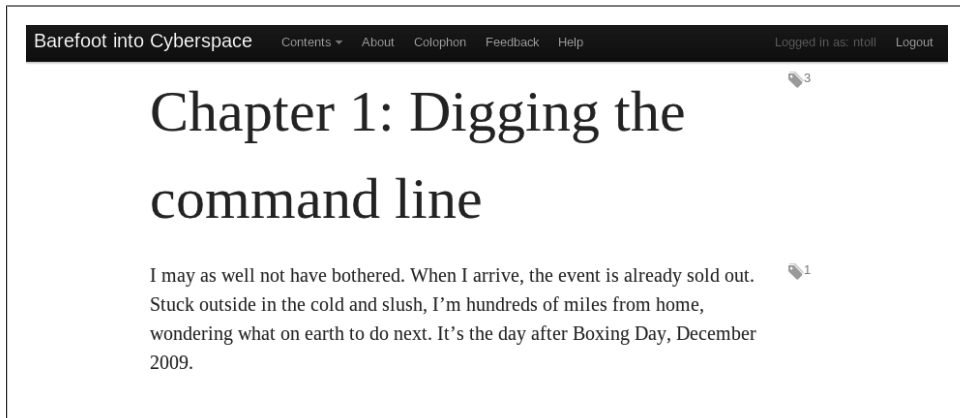 Barefoot into Cyberspace Contents About Colophon Feedback Help Logged in as: ntoll Logout
3
Chapter 1: Digging the
command line
I may as well not have bothered. When I arrive, the event is already sold out.
1
Stuck outside in the cold and slush, I’m hundreds of miles from home,
wondering what on earth to do next. It’s the day after Boxing Day, December
2009.